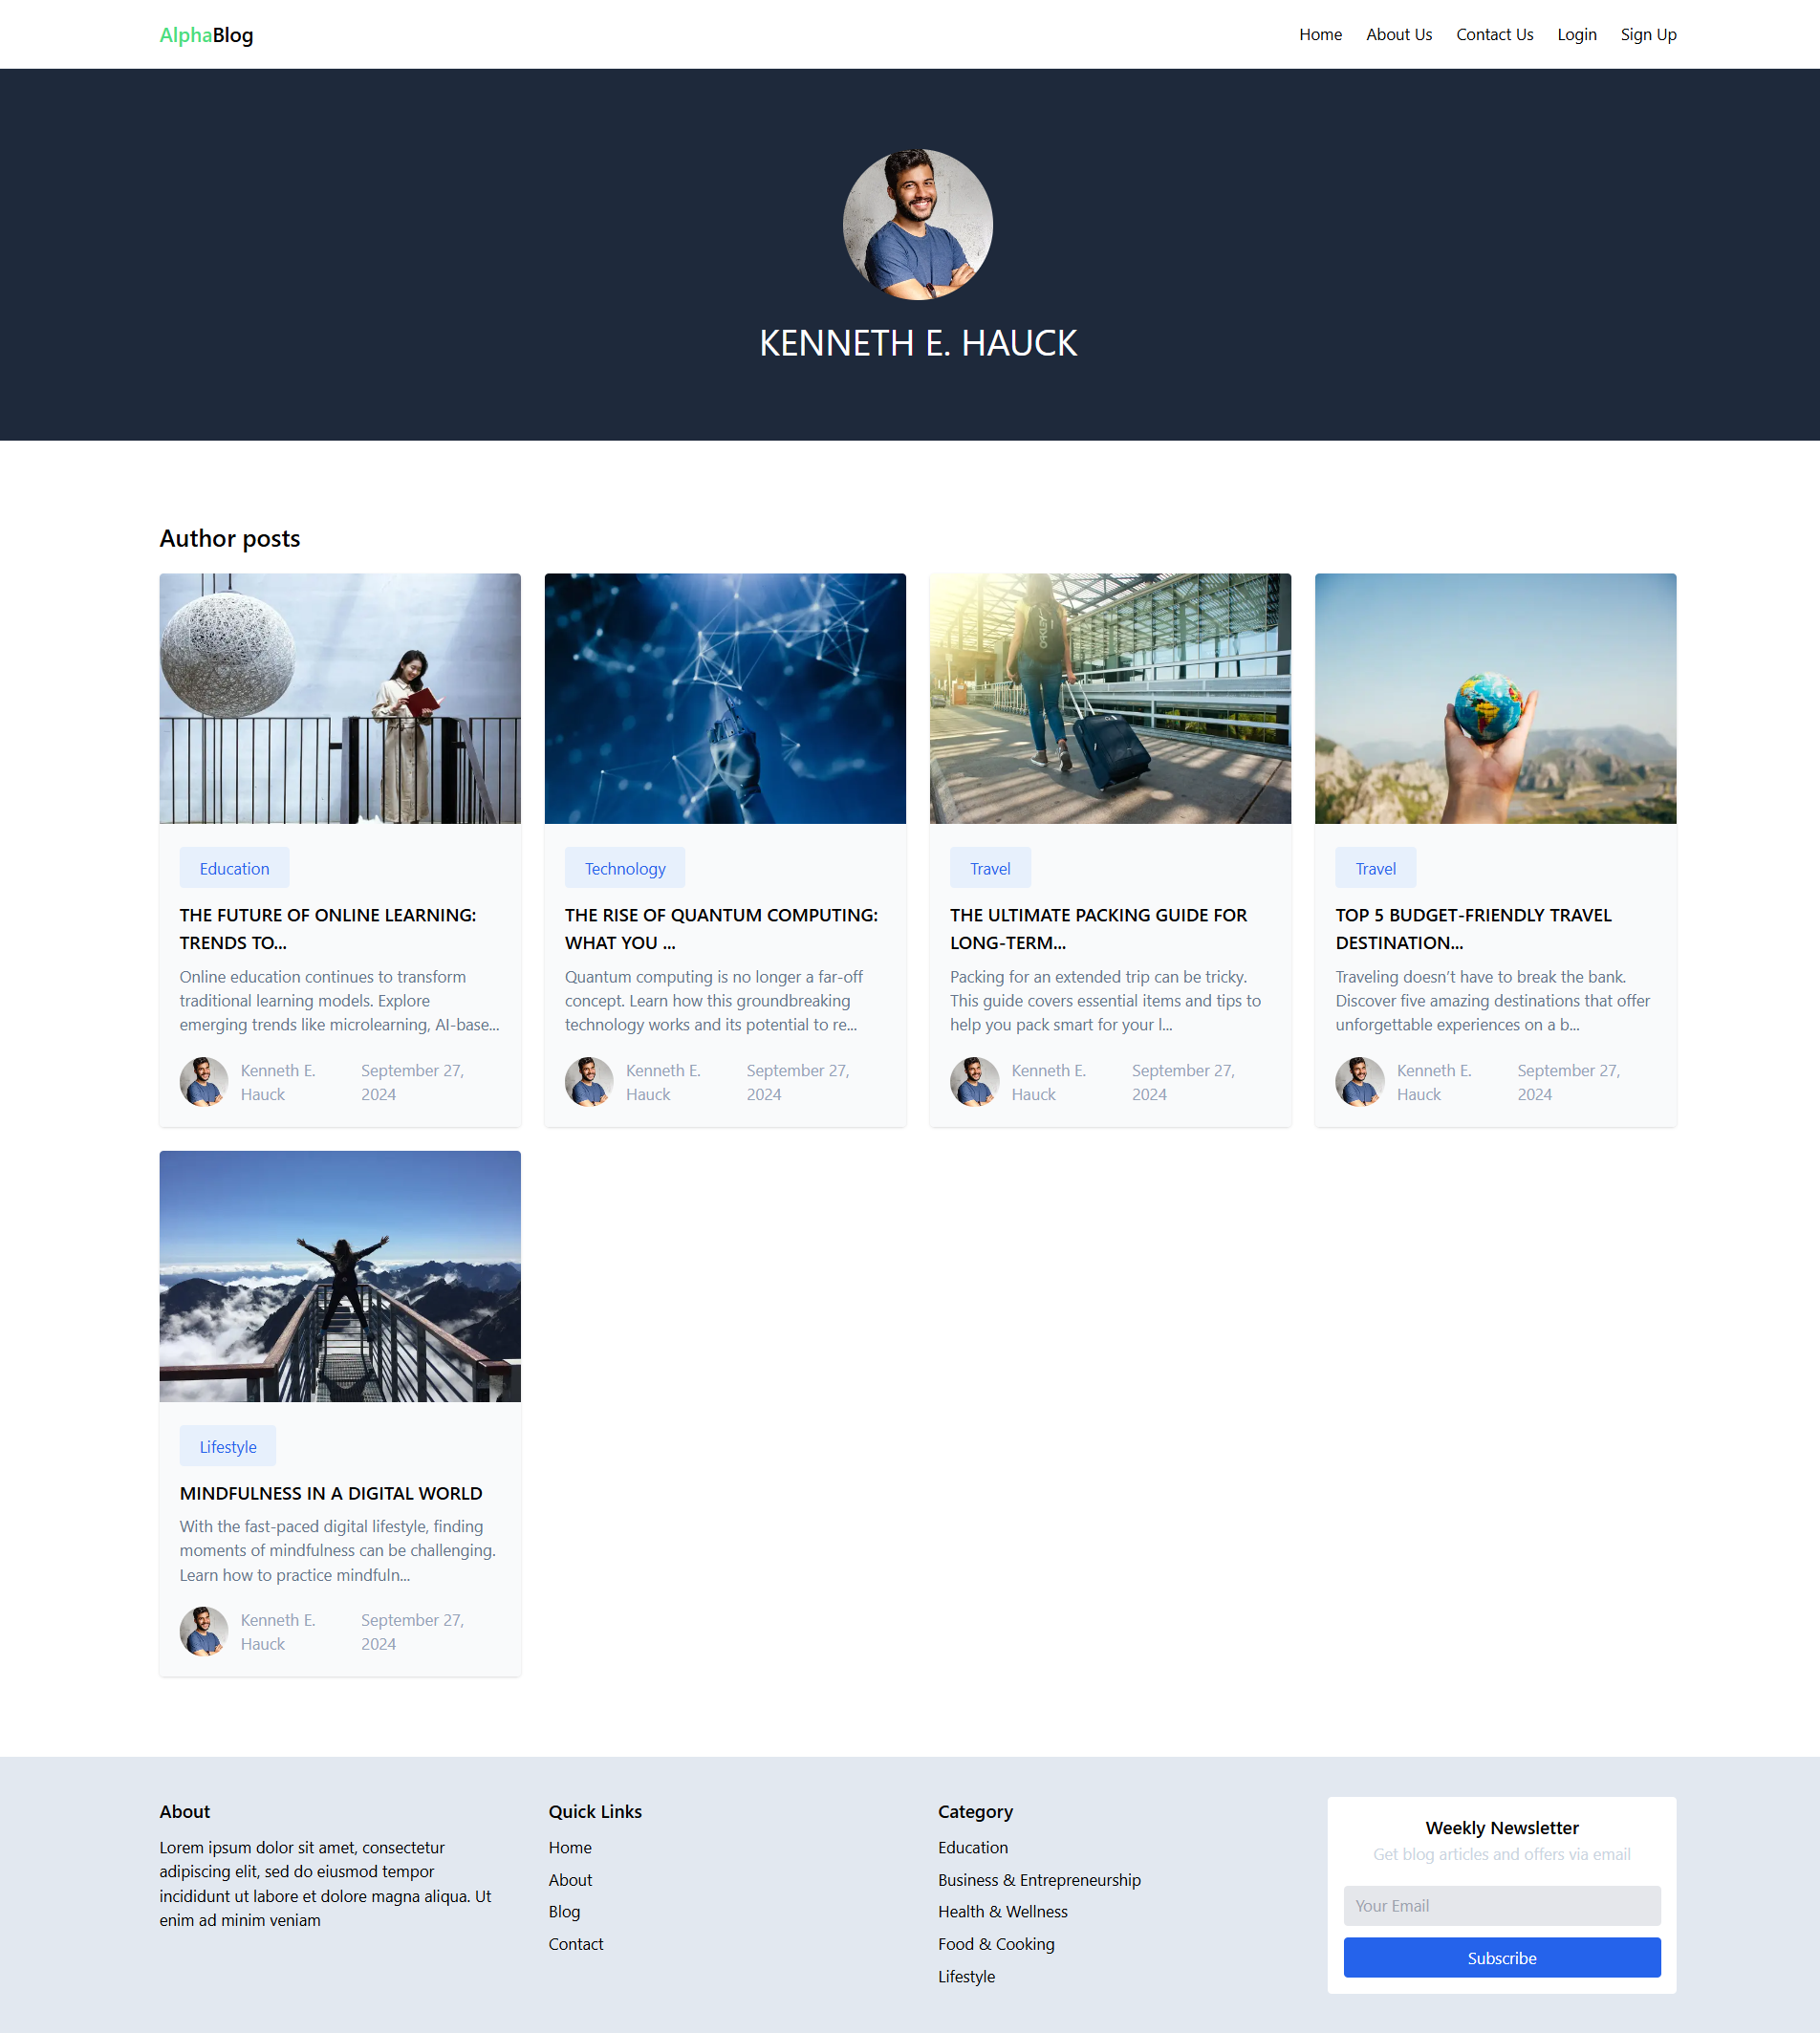 AlphaBlog
Home About Us Contact Us Login Sign Up
KENNETH E. HAUCK
Author posts
OAKLEY
Education
THE FUTURE OF ONLINE LEARNING:
TRENDS TO...
Online education continues to transform
traditional learning models. Explore
emerging trends like microlearning, AI-base...
Kenneth E.
Hauck
September 27,
2024
Technology
THE RISE OF QUANTUM COMPUTING:
WHAT YOU ...
Quantum computing is no longer a far-off
concept. Learn how this groundbreaking
technology works and its potential to re...
Kenneth E.
Hauck
September 27,
2024
Travel
THE ULTIMATE PACKING GUIDE FOR
LONG-TERM...
Packing for an extended trip can be tricky.
This guide covers essential items and tips to
help you pack smart for your l...
Kenneth E.
Hauck
September 27,
2024
Travel
TOP 5 BUDGET-FRIENDLY TRAVEL
DESTINATION...
Traveling doesn’t have to break the bank.
Discover five amazing destinations that offer
unforgettable experiences on a b...
Kenneth E.
Hauck
September 27,
2024
Lifestyle
MINDFULNESS IN A DIGITAL WORLD
With the fast-paced digital lifestyle, finding
moments of mindfulness can be challenging.
Learn how to practice mindfuln...
Kenneth E.
Hauck
September 27,
2024
About
Lorem ipsum dolor sit amet, consectetur
adipiscing elit, sed do eiusmod tempor
incididunt ut labore et dolore magna aliqua. Ut
enim ad minim veniam
Quick Links
Home
About
Blog
Contact
Category
Education
Business & Entrepreneurship
Health & Wellness
Food & Cooking
Lifestyle
Weekly Newsletter
Get blog articles and offers via email
Your Email
Subscribe